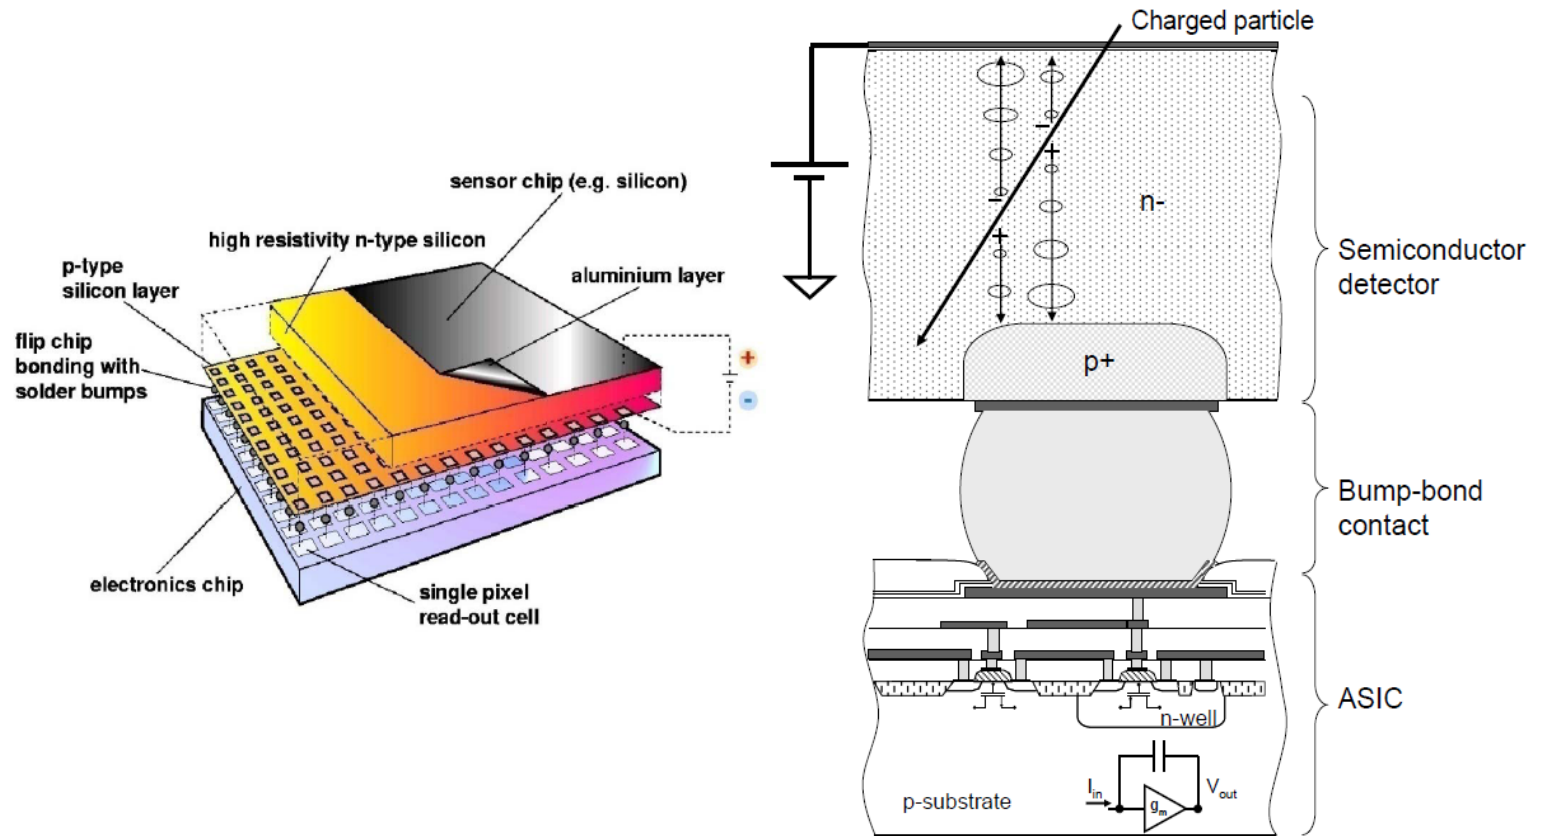 sensor chip (e.g. silicon)
high resistivity n-type silicon
p-type
silicon layer
aluminium layer
flip chip
bonding with
solder bumps
+
-
electronics chip
single pixel
read-out cell
Charged particle
−
+
−
+
n-
p+
Semiconductor
detector
Bump-bond
contact
ASIC
n-well
p-substrate
Iin
gm
Vout